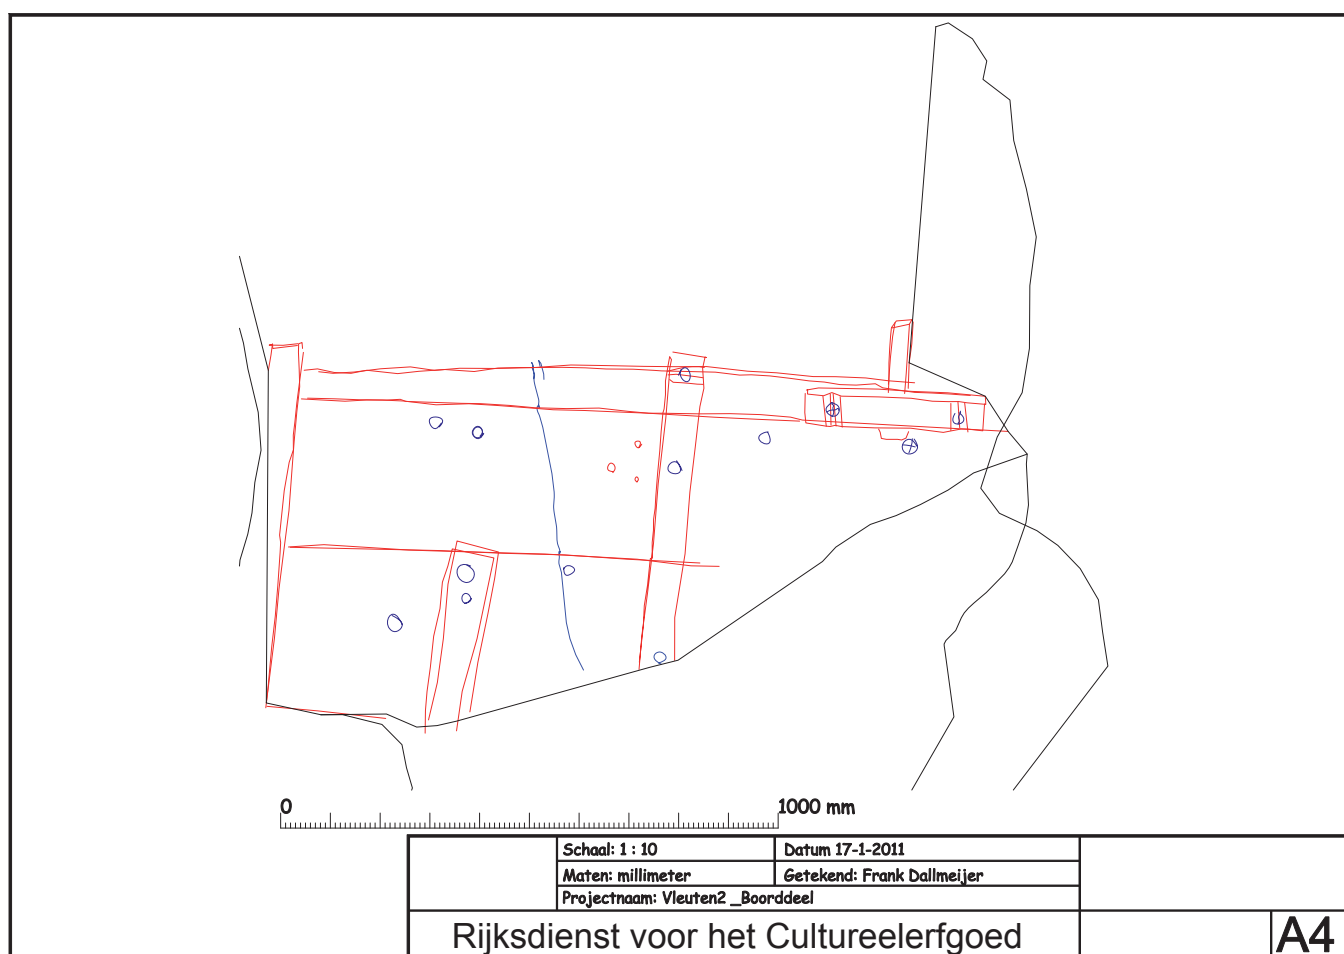 0 1000 mm
Schaal: 1 : 10 Datum 17-1-2011
Maten: millimeter Getekend: Frank Dallmeijer
Projectnaam: Vleuten2 _Boorddeel
Rijksdienst voor het Cultureelerfgoed A4